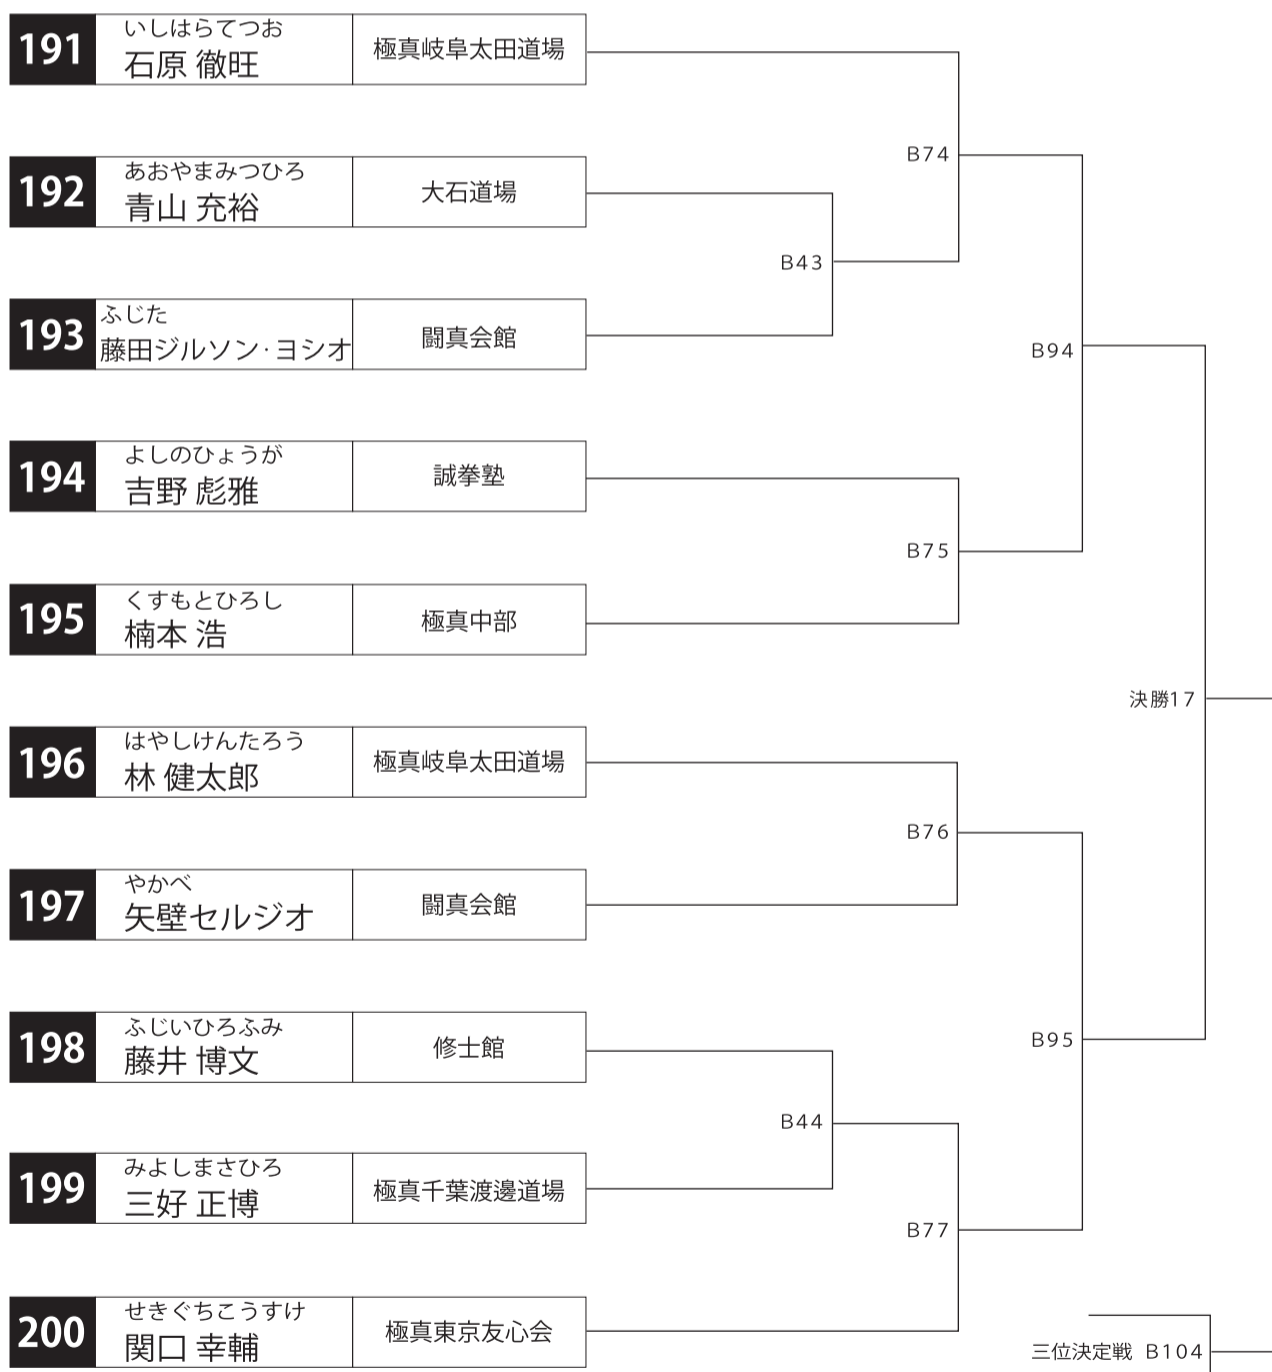 191
いしはらてつお
石原 徹旺
極真岐阜太田道場
192
あおやまみつひろ
青山 充裕
大石道場
193
ふじた
藤田ジルソン·ヨシオ
闘真会館
194
よしのひょうが
吉野 彪雅
誠拳塾
195
くすもとひろし
楠本 浩
極真中部
196
はやしけんたろう
林 健太郎
極真岐阜太田道場
197
やかべ
矢壁セルジオ
闘真会館
198
ふじいひろふみ
藤井 博文
修士館
199
みよしまさひろ
三好 正博
極真千葉渡邊道場
200
せきぐちこうすけ
関口 幸輔
極真東京友心会
B43
B44
B74
B75
B76
B77
B94
B95
決勝17
三位決定戦 B104